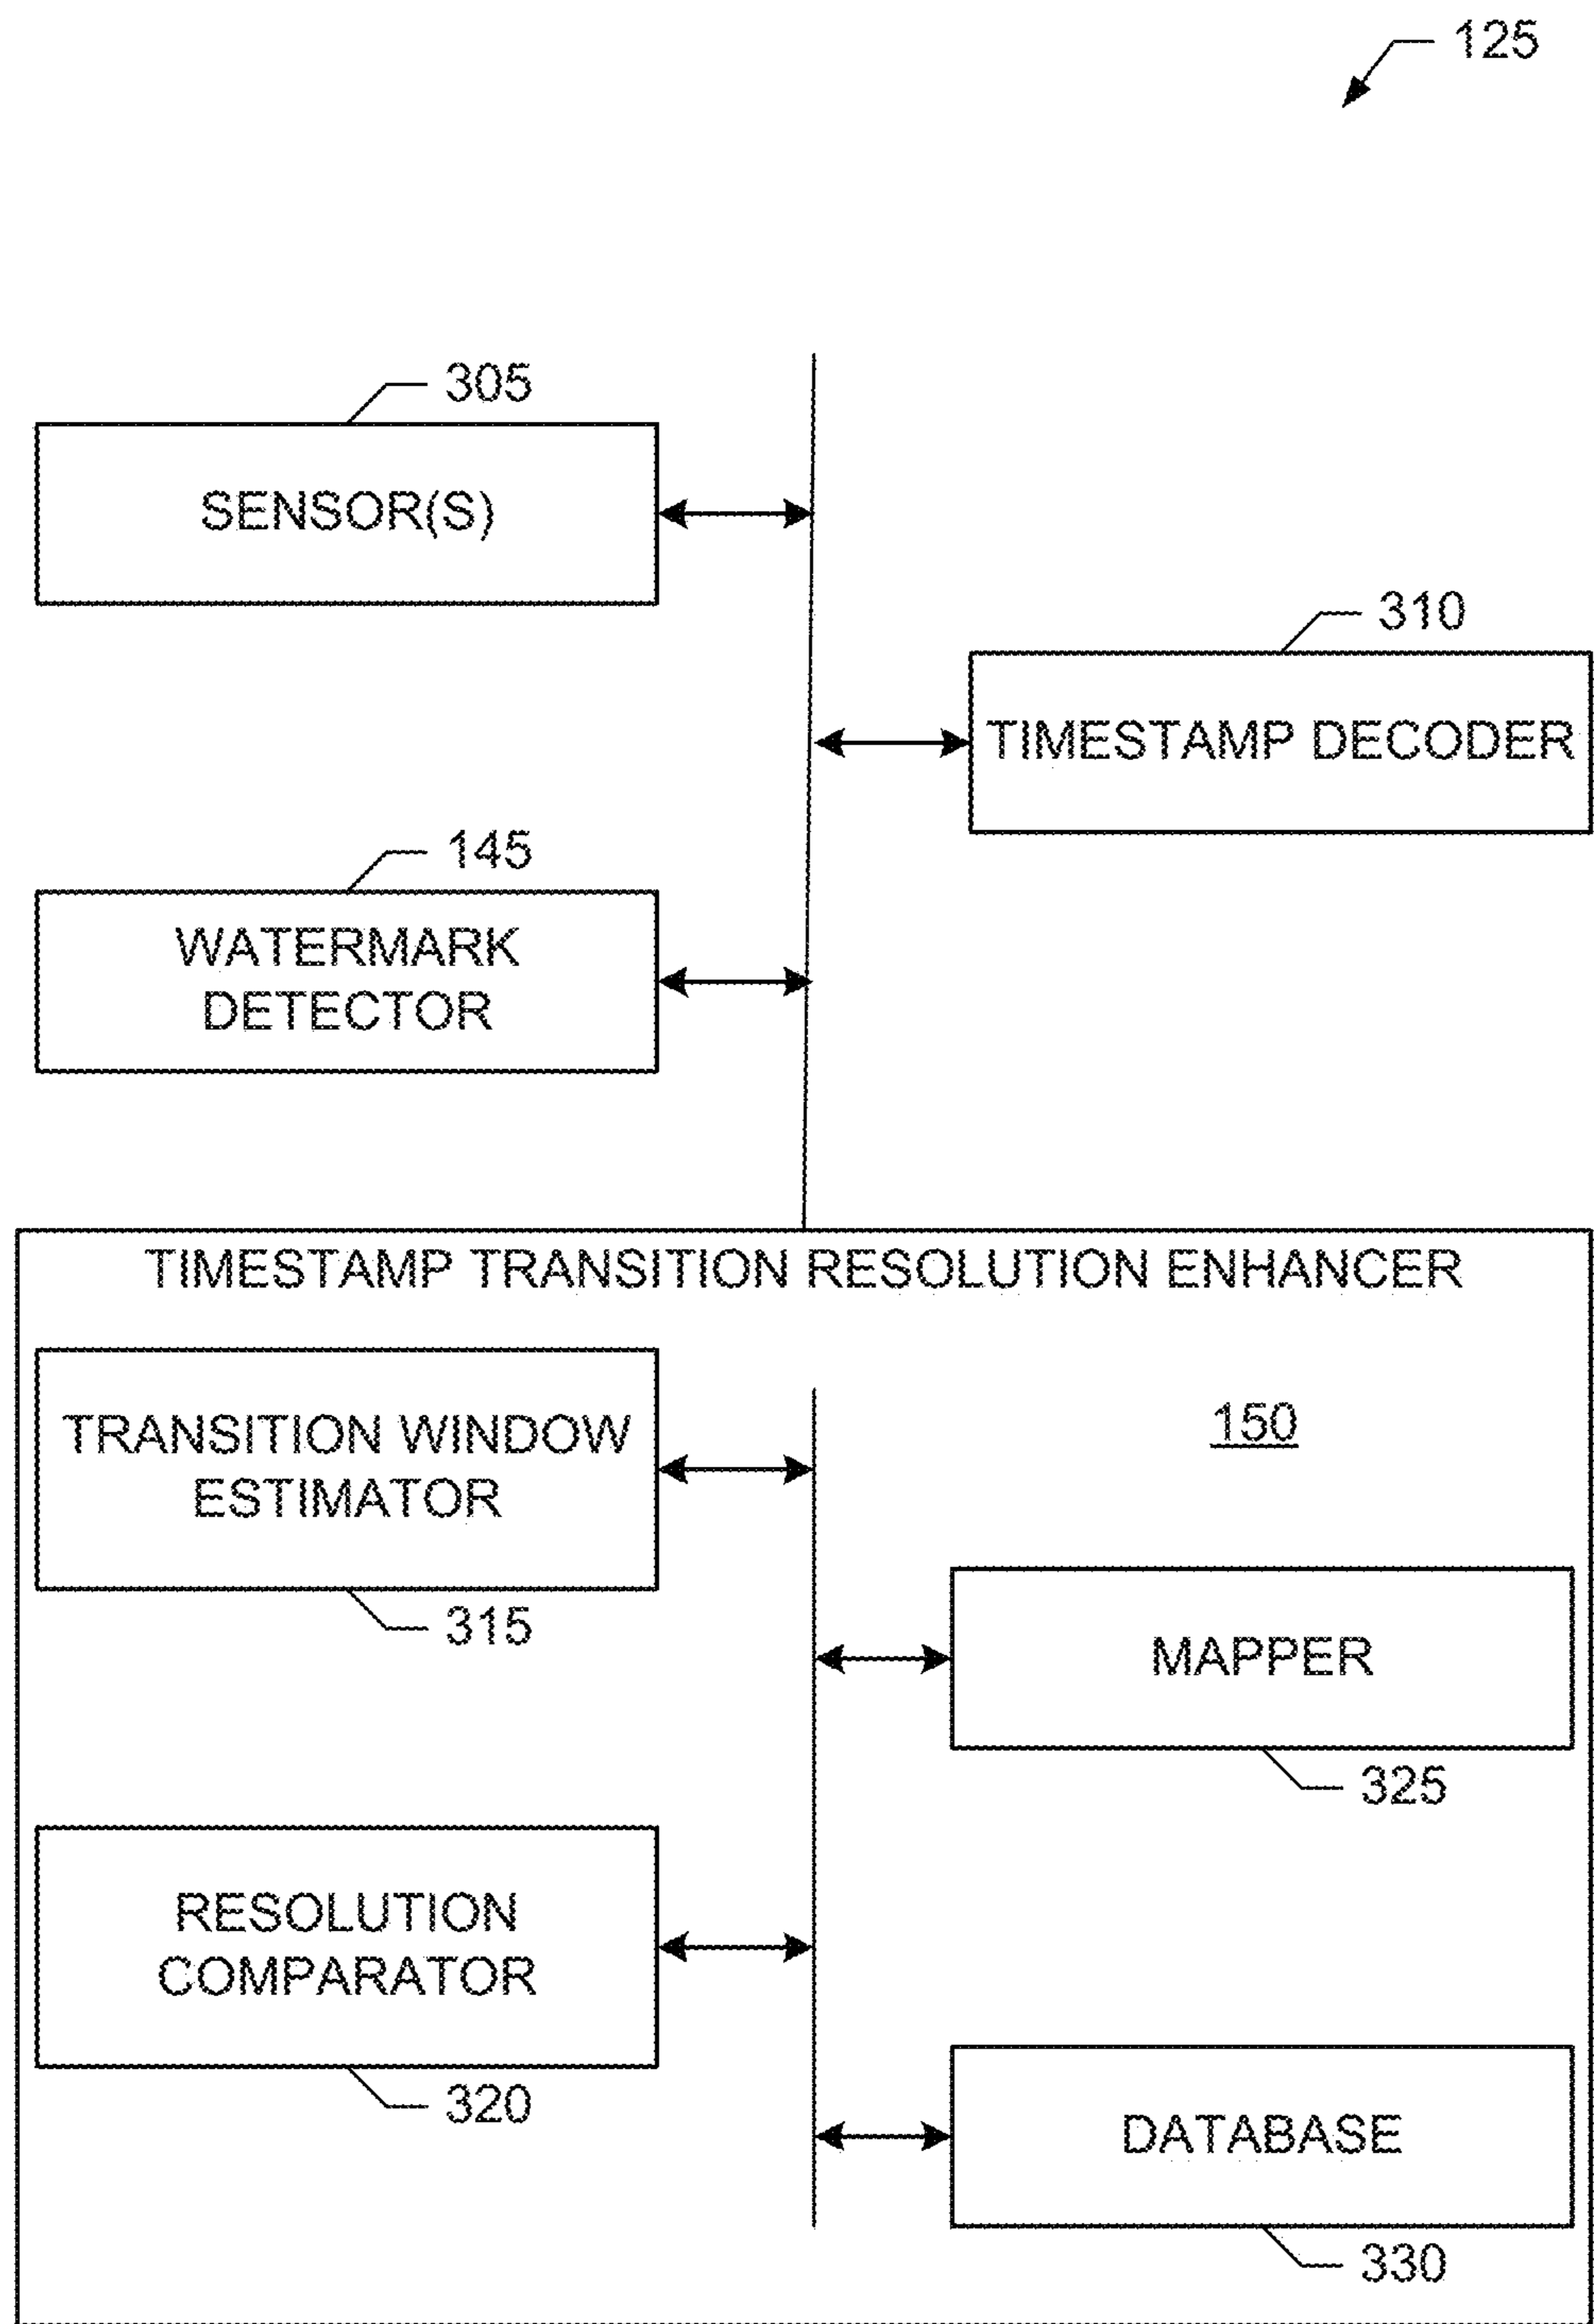 125
305
SENSOR(S)
310
TIMESTAMP DECODER
145
WATERMARK
DETECTOR
TIMESTAMP TRANSITION RESOLUTION ENHANCER
TRANSITION WINDOW
ESTIMATOR
315
150
MAPPER
325
RESOLUTION
COMPARATOR
320
DATABASE
330